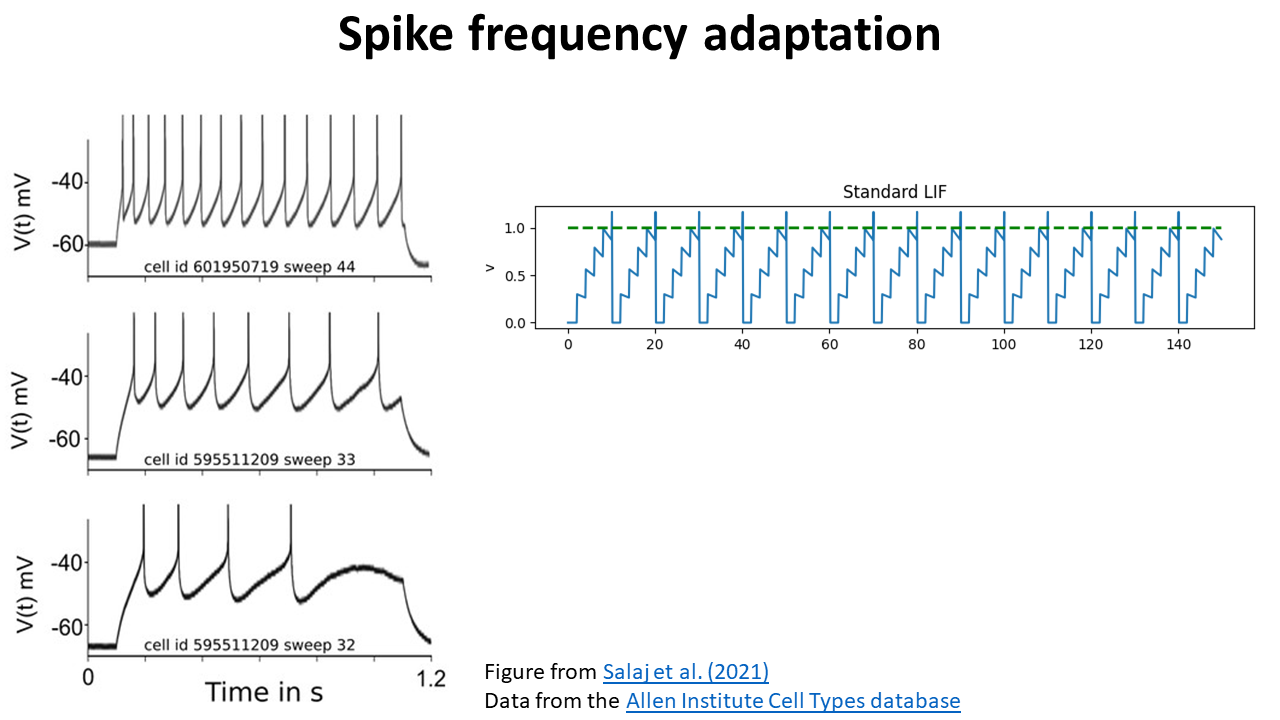 Spike frequency adaptation
V(t) mV
-40
-60
cell id 601950719 sweep 44
V(t) mV
-40
-60
cell id 595511209 sweep 33
V(t) mV
-40
-60
cell id 595511209 sweep 32
0
1.2
Time in s
Standard LIF
v
1.0
0.5
0.0
0 20 40 60 80 100 120 140
Figure from Salaj et al. (2021)
Data from the Allen Institute Cell Types database